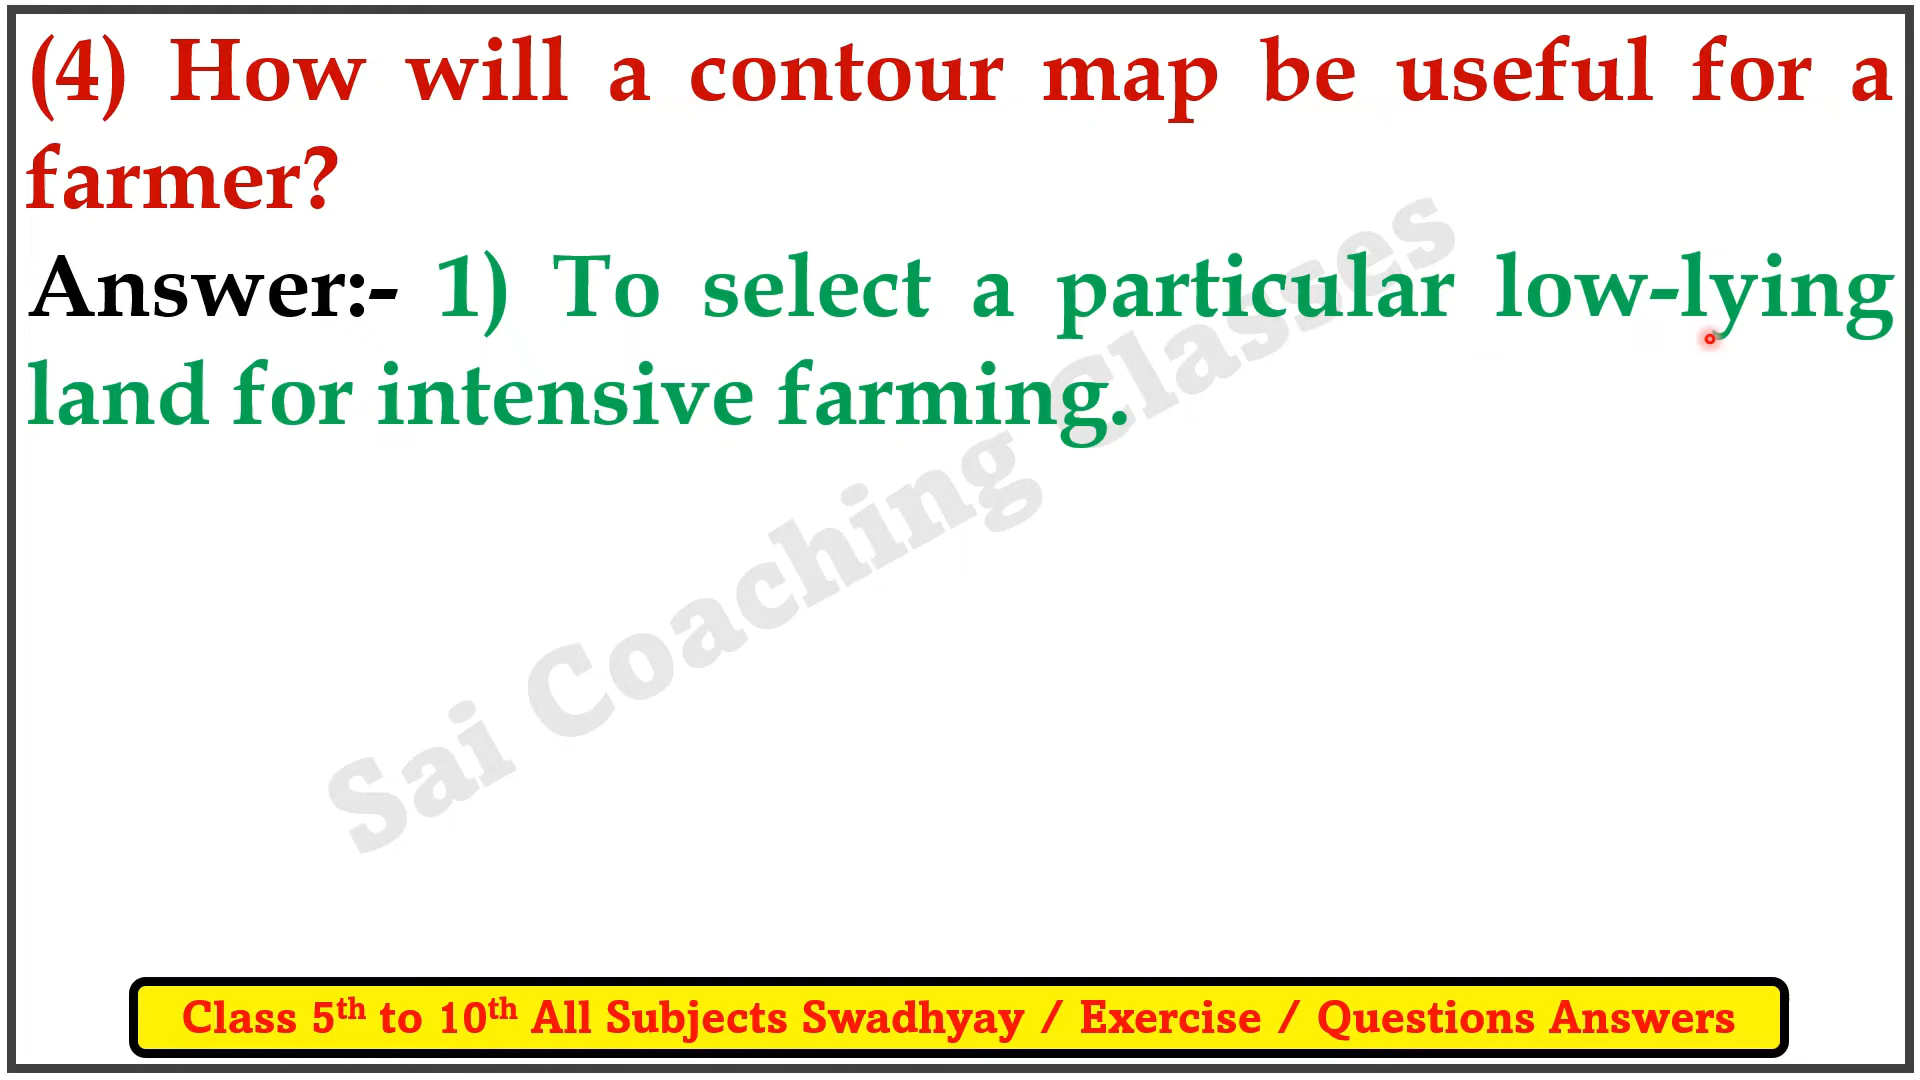 (4) How will a contour map be useful for a
farmer?
Answer:- 1) To select a particular low-lying
land for intensive farming.
Sai Coaching Classes
Class 5th to 10th All Subjects Swadhyay / Exercise / Questions Answers